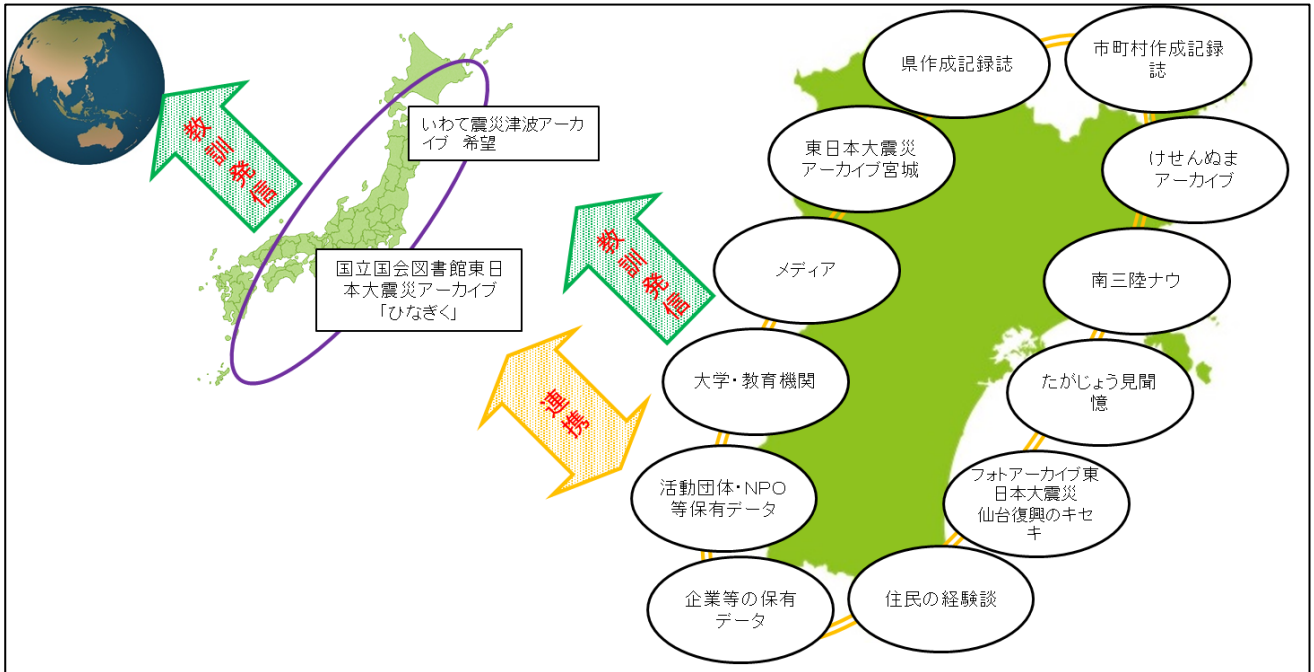 教訓発信
いわて震災津波アーカ
イブ　希望
国立国会図書館東日
本大震災アーカイブ
「ひなぎく」
教訓発信
連携
県作成記録誌
市町村作成記録
誌
東日本大震災
アーカイブ宮城
けせんぬま
アーカイブ
メディア
南三陸ナウ
大学・教育機関
たがじょう見聞
憶
活動団体・NPO
等保有データ
フォトアーカイブ東
日本大震災
仙台復興のキセ
キ
企業等の保有
データ
住民の経験談